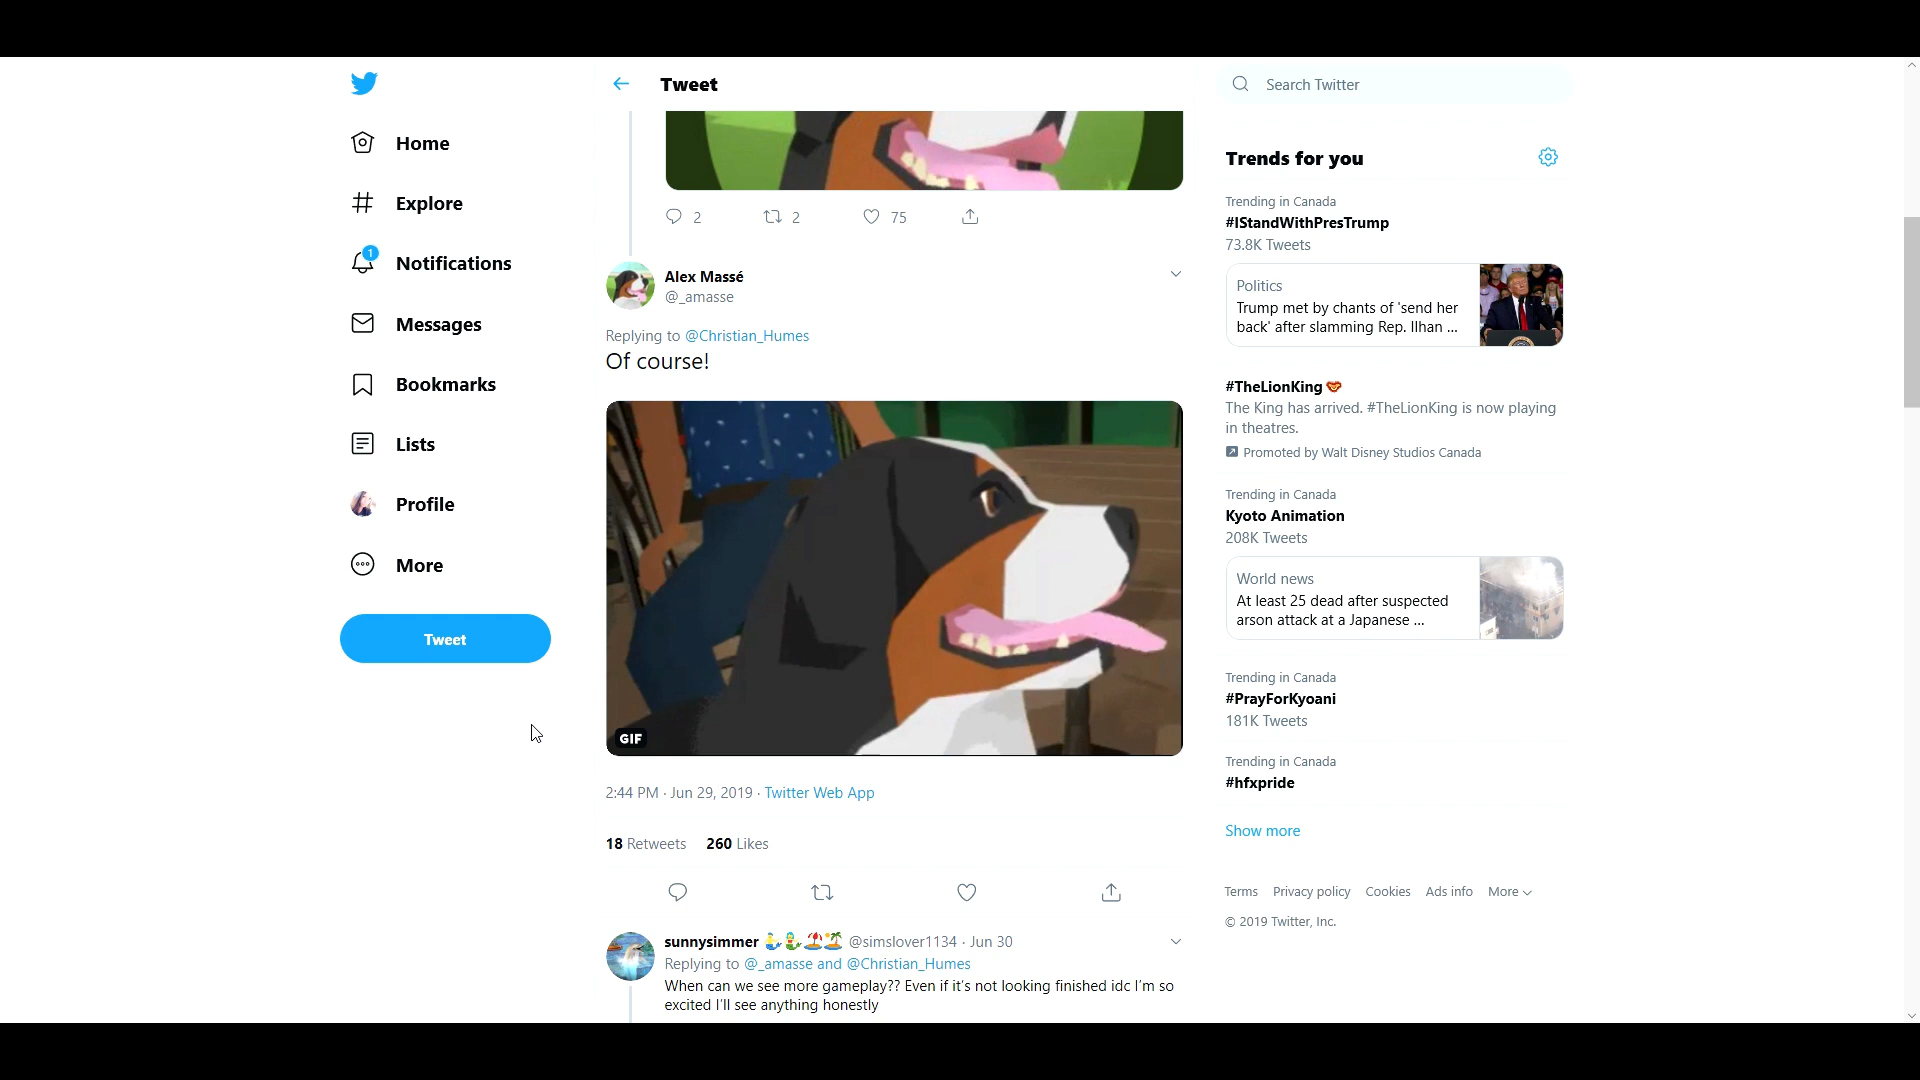 Home
Explore
1
Notifications
Messages
Bookmarks
Lists
Profile
More
Tweet
Tweet
2 2 75
Alex Massé
@_amasse
Replying to @Christian_Humes
Of course!
GIF
2:44 PM · Jun 29, 2019 · Twitter Web App
18 Retweets 260 Likes
sunnysimmer @simslover1134 · Jun 30
Replying to @_amasse and @Christian_Humes
When can we see more gameplay?? Even if it's not looking finished idc I'm so
excited I'll see anything honestly
Search Twitter
Trends for you
Trending in Canada
#IStandWithPresTrump
73.8K Tweets
Politics
Trump met by chants of 'send her
back' after slamming Rep. Ilhan ...
#TheLionKing
The King has arrived. #TheLionKing is now playing
in theatres.
Promoted by Walt Disney Studios Canada
Trending in Canada
Kyoto Animation
208K Tweets
World news
At least 25 dead after suspected
arson attack at a Japanese ...
Trending in Canada
#PrayForKyoani
181K Tweets
Trending in Canada
#hfxpride
Show more
Terms Privacy policy Cookies Ads info More
© 2019 Twitter, Inc.